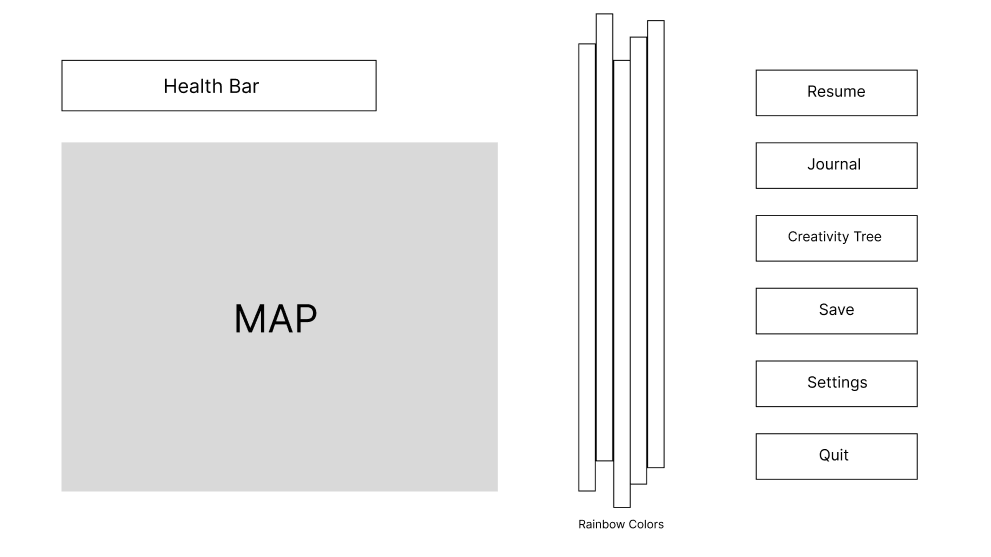 Health Bar
MAP
Rainbow Colors
Resume
Journal
Creativity Tree
Save
Settings
Quit